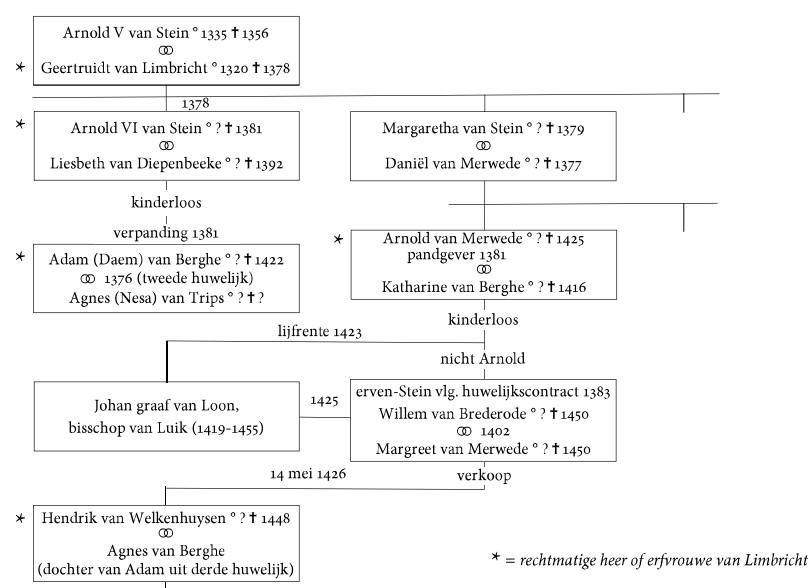 Arnold V van Stein ° 1335 ✝ 1356
⚭
* Geertruidt van Limbricht ° 1320 ✝ 1378
1378
* Arnold VI van Stein ° ? ✝ 1381
⚭
Liesbeth van Diepenbeeke ° ? ✝ 1392
Margaretha van Stein ° ? ✝ 1379
⚭
Daniël van Merwede ° ? ✝ 1377
kinderloos
verpanding 1381
* Adam (Daem) van Berghe ° ? ✝ 1422
⚭ 1376 (tweede huwelijk)
Agnes (Nesa) van Trips ° ? ✝ ?
* Arnold van Merwede ° ? ✝ 1425
pandgever 1381
⚭
Katharine van Berghe ° ? ✝ 1416
kinderloos
lijfrente 1423
nicht Arnold
Johan graaf van Loon,
bisschop van Luik (1419-1455)
1425
erven-Stein vlg. huwelijkscontract 1383
Willem van Brederode ° ? ✝ 1450
⚭ 1402
Margreet van Merwede ° ? ✝ 1450
14 mei 1426
verkoop
* Hendrik van Welkenhuysen ° ? ✝ 1448
⚭
Agnes van Berghe
(dochter van Adam uit derde huwelijk)
* = rechtmatige heer of erfvrouwe van Limbricht